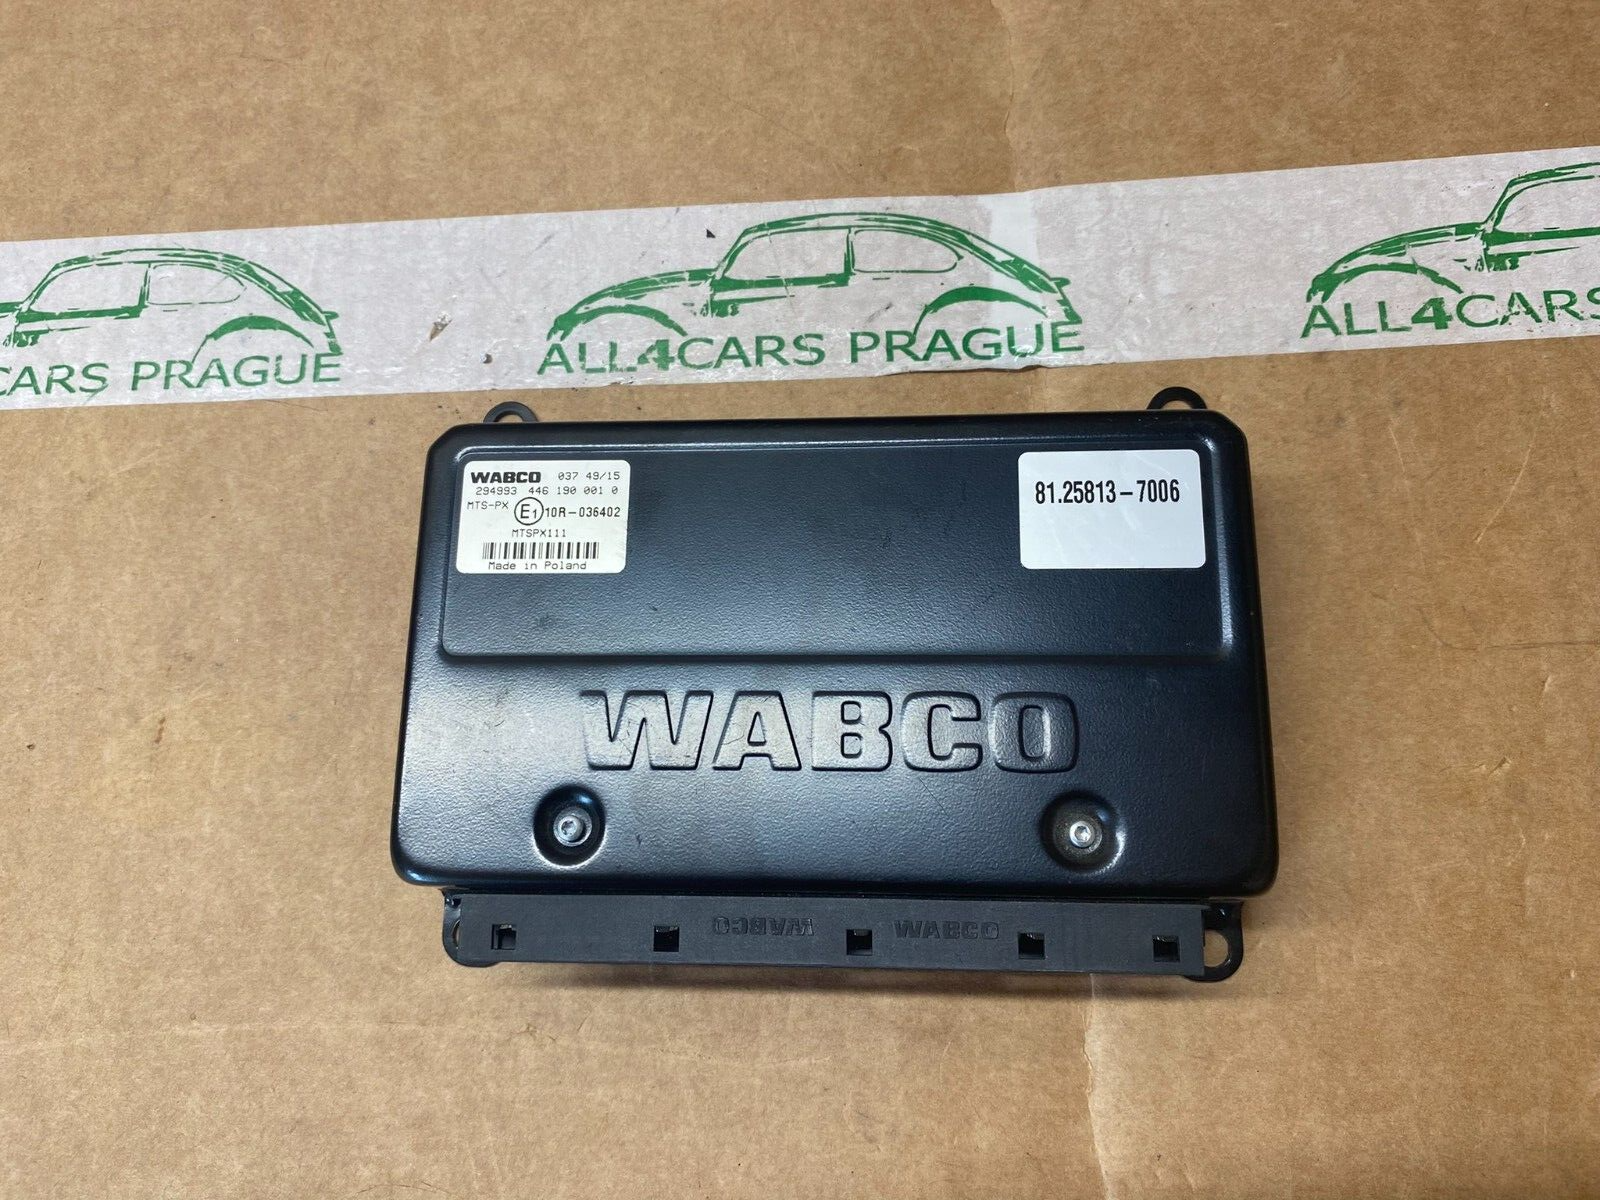 CARS PRAGUE
ALL4CARS PRAGUE
ALL4CARS
WABCO 037 49/15
294993 446 190 001 0
MTS-PX E1 10R-036402
MTSPX111
Made in Poland
81.25813-7006
WABCO
WABCO WABCO